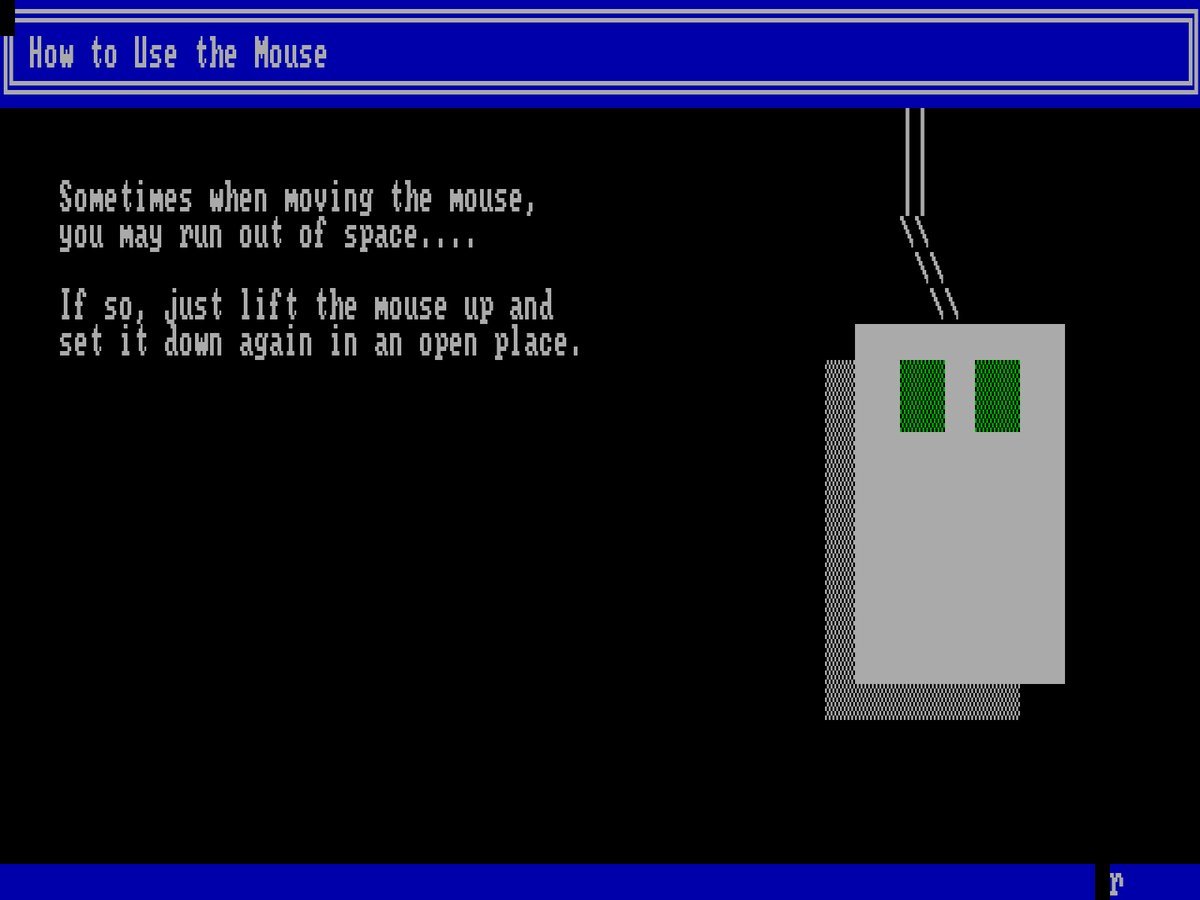 How to Use the Mouse
Sometimes when moving the mouse,
you may run out of space....
If so, just lift the mouse up and
set it down again in an open place.
r